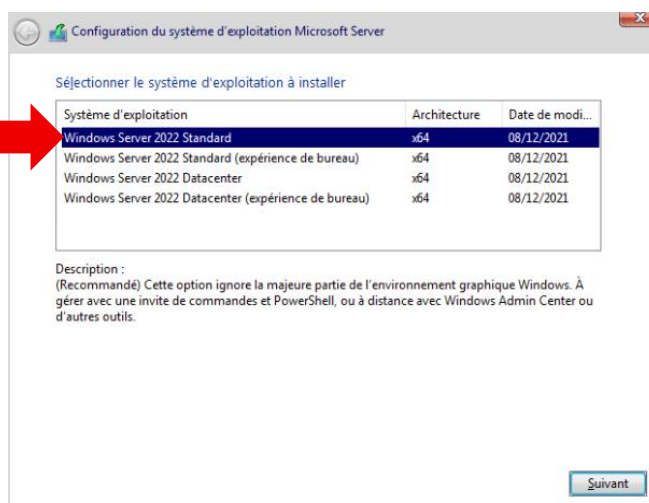 Configuration du système d'exploitation Microsoft Server
Sélectionner le système d'exploitation à installer
Système d'exploitation Architecture Date de modi...
Windows Server 2022 Standard x64 08/12/2021
Windows Server 2022 Standard (expérience de bureau) x64 08/12/2021
Windows Server 2022 Datacenter x64 08/12/2021
Windows Server 2022 Datacenter (expérience de bureau) x64 08/12/2021
Description :
(Recommandé) Cette option ignore la majeure partie de l'environnement graphique Windows. À
gérer avec une invite de commandes et PowerShell, ou à distance avec Windows Admin Center ou
d'autres outils.
Suivant